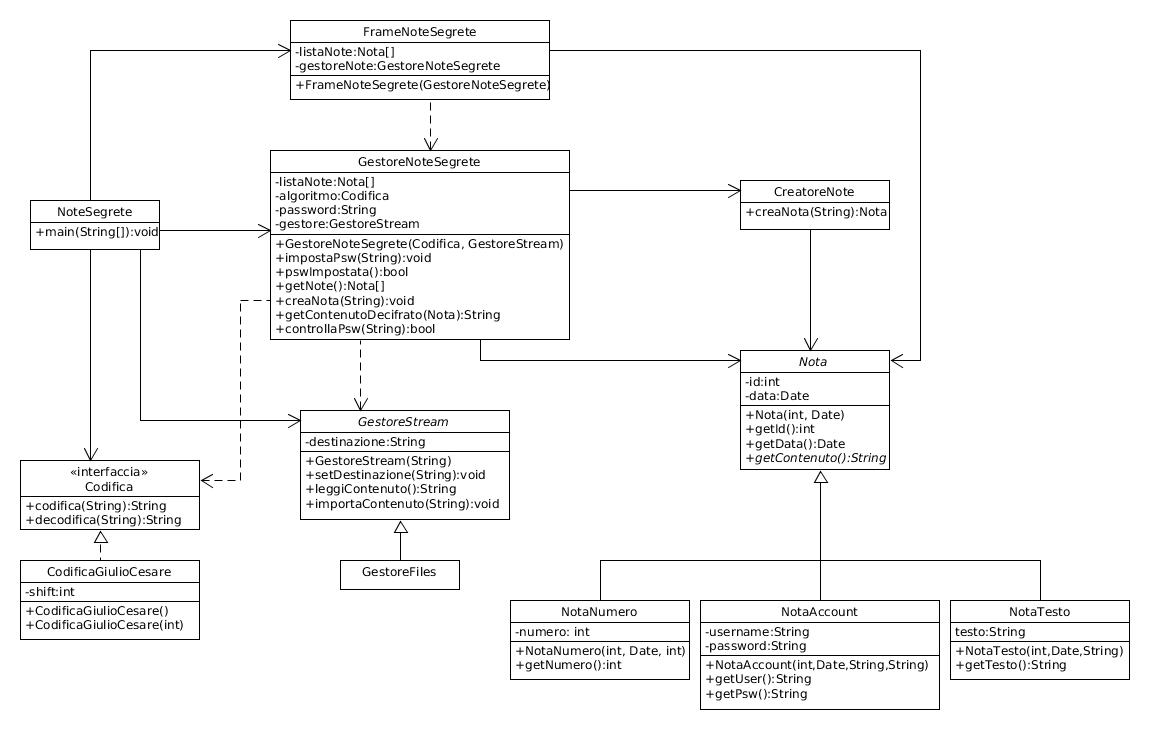 FrameNoteSegrete
-listaNote:Nota[]
-gestoreNote:GestoreNoteSegrete
+FrameNoteSegrete(GestoreNoteSegrete)
GestoreNoteSegrete
-listaNote:Nota[]
-algoritmo:Codifica
-password:String
-gestore:GestoreStream
+GestoreNoteSegrete(Codifica, GestoreStream)
+impostaPsw(String):void
+pswImpostata():bool
+getNote():Nota[]
+creaNota(String):void
+getContenutoDecifrato(Nota):String
+controllaPsw(String):bool
CreatoreNote
+creaNota(String):Nota
NoteSegrete
+main(String[]):void
Nota
-id:int
-data:Date
+Nota(int, Date)
+getId():int
+getData():Date
+getContenuto():String
GestoreStream
-destinazione:String
+GestoreStream(String)
+setDestinazione(String):void
+leggiContenuto():String
+importaContenuto(String):void
«interfaccia»
Codifica
+codifica(String):String
+decodifica(String):String
CodificaGiulioCesare
-shift:int
+CodificaGiulioCesare()
+CodificaGiulioCesare(int)
GestoreFiles
NotaNumero
-numero: int
+NotaNumero(int, Date, int)
+getNumero():int
NotaAccount
-username:String
-password:String
+NotaAccount(int,Date,String,String)
+getUser():String
+getPsw():String
NotaTesto
testo:String
+NotaTesto(int,Date,String)
+getTesto():String